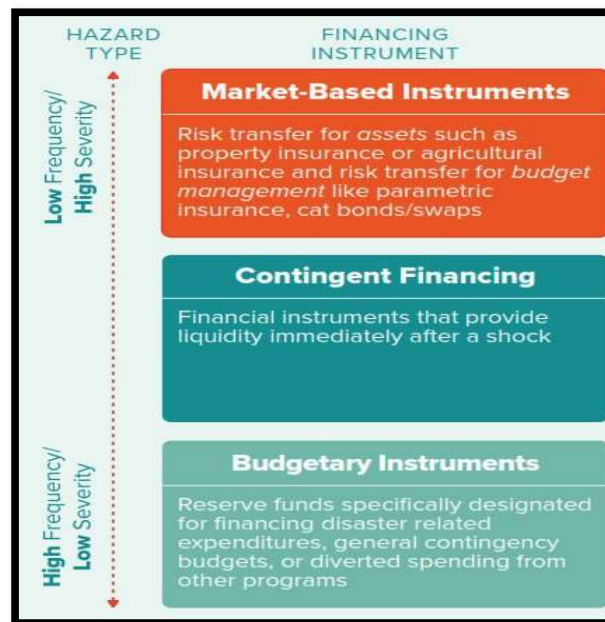 HAZARD
TYPE
FINANCING
INSTRUMENT
Low Frequency/
High Severity
Market-Based Instruments
Risk transfer for assets such as
property insurance or agricultural
insurance and risk transfer for budget
management like parametric
insurance, cat bonds/swaps
Contingent Financing
Financial instruments that provide
liquidity immediately after a shock
High Frequency/
Low Severity
Budgetary Instruments
Reserve funds specifically designated
for financing disaster related
expenditures, general contingency
budgets, or diverted spending from
other programs